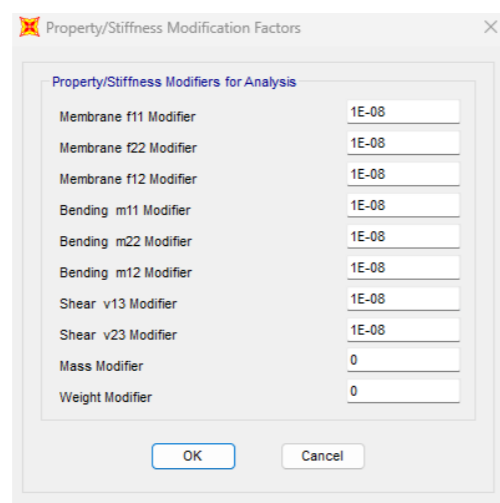 Property/Stiffness Modification Factors
Property/Stiffness Modifiers for Analysis
Membrane f11 Modifier 1E-08
Membrane f22 Modifier 1E-08
Membrane f12 Modifier 1E-08
Bending m11 Modifier 1E-08
Bending m22 Modifier 1E-08
Bending m12 Modifier 1E-08
Shear v13 Modifier 1E-08
Shear v23 Modifier 1E-08
Mass Modifier 0
Weight Modifier 0
OK Cancel